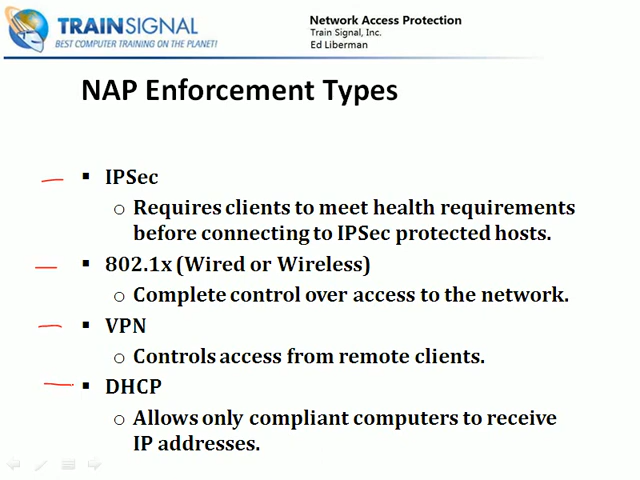 TRAINSIGNAL
BEST COMPUTER TRAINING ON THE PLANET!
Network Access Protection
Train Signal, Inc.
Ed Liberman
NAP Enforcement Types
▪ IPSec
o Requires clients to meet health requirements
before connecting to IPSec protected hosts.
▪ 802.1x (Wired or Wireless)
o Complete control over access to the network.
▪ VPN
o Controls access from remote clients.
▪ DHCP
o Allows only compliant computers to receive
IP addresses.